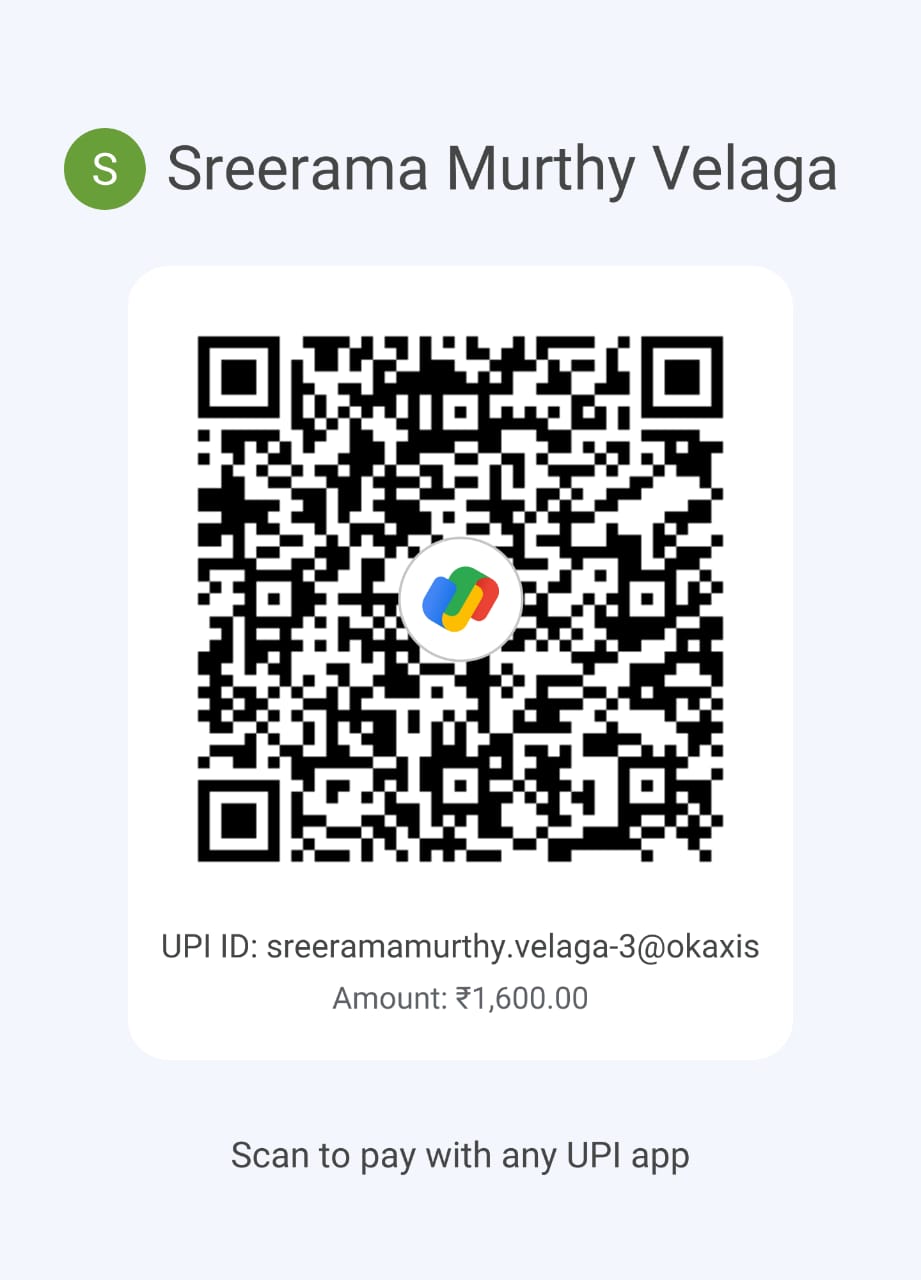 S
Sreerama Murthy Velaga
UPI ID: sreeramamurthy.velaga-3@okaxis
Amount: ₹1,600.00
Scan to pay with any UPI app